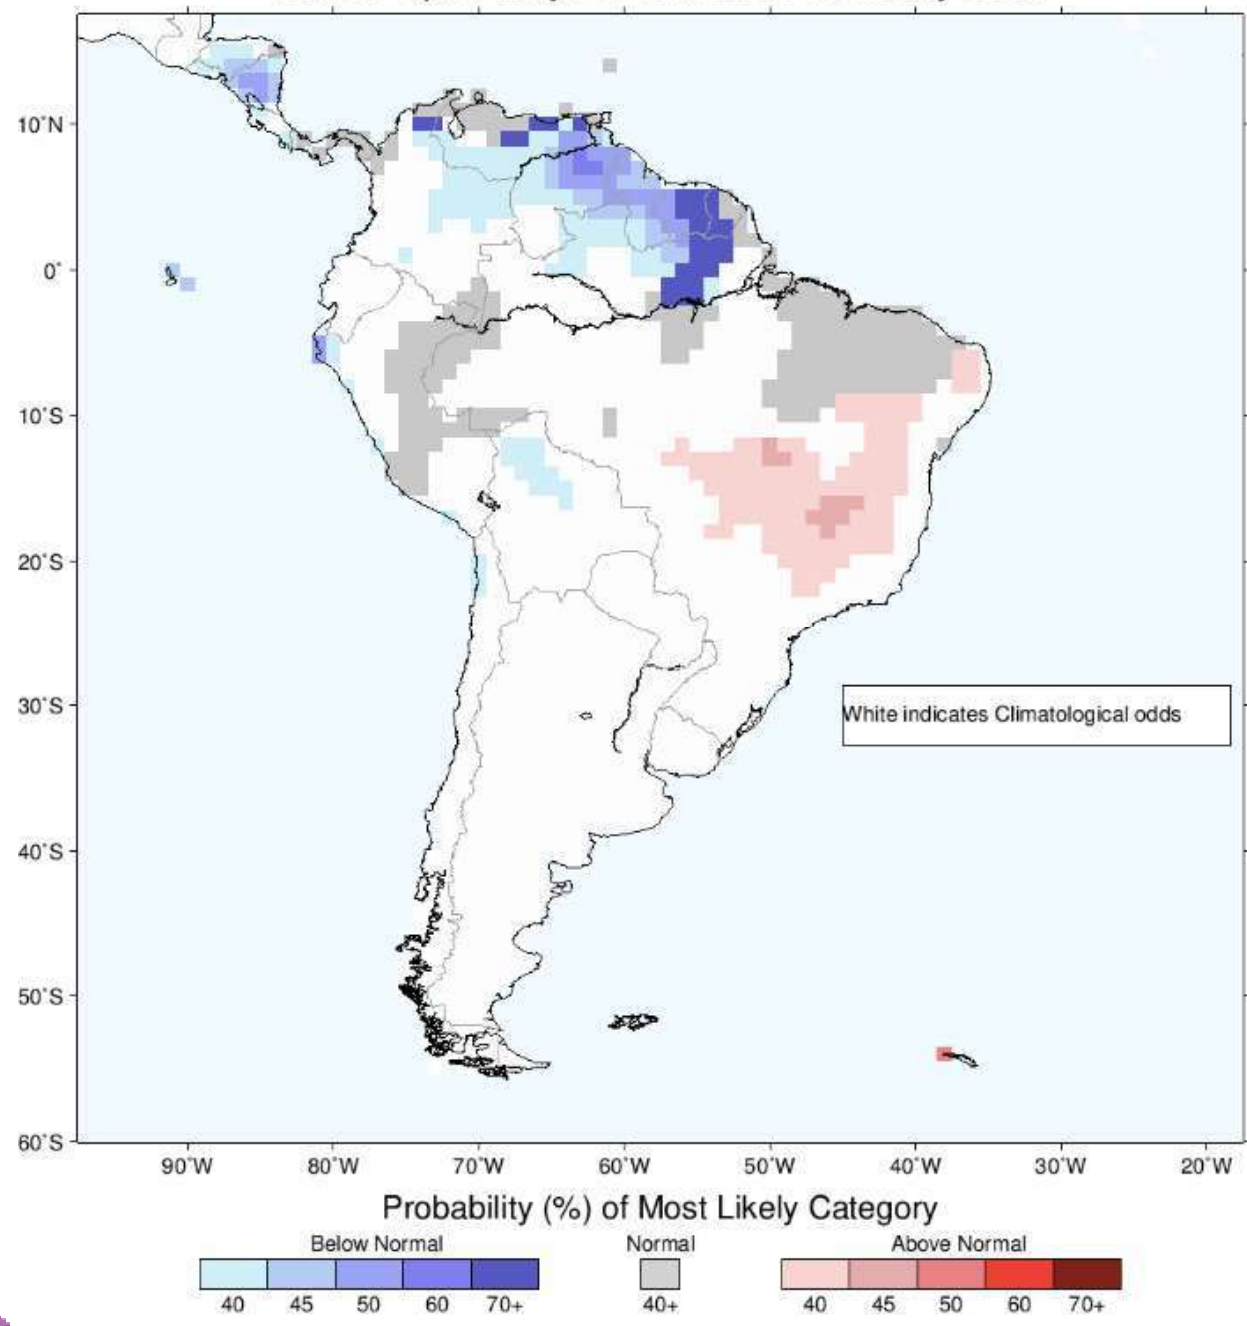 10°N
0°
10°S
20°S
White indicates Climatological odds
30°S
40°S
50°S
60°S
90°W 80°W 70°W 60°W 50°W 40°W 30°W 20°W
Probability (%) of Most Likely Category
Below Normal Normal Above Normal
40 45 50 60 70+ 40+ 40 45 50 60 70+